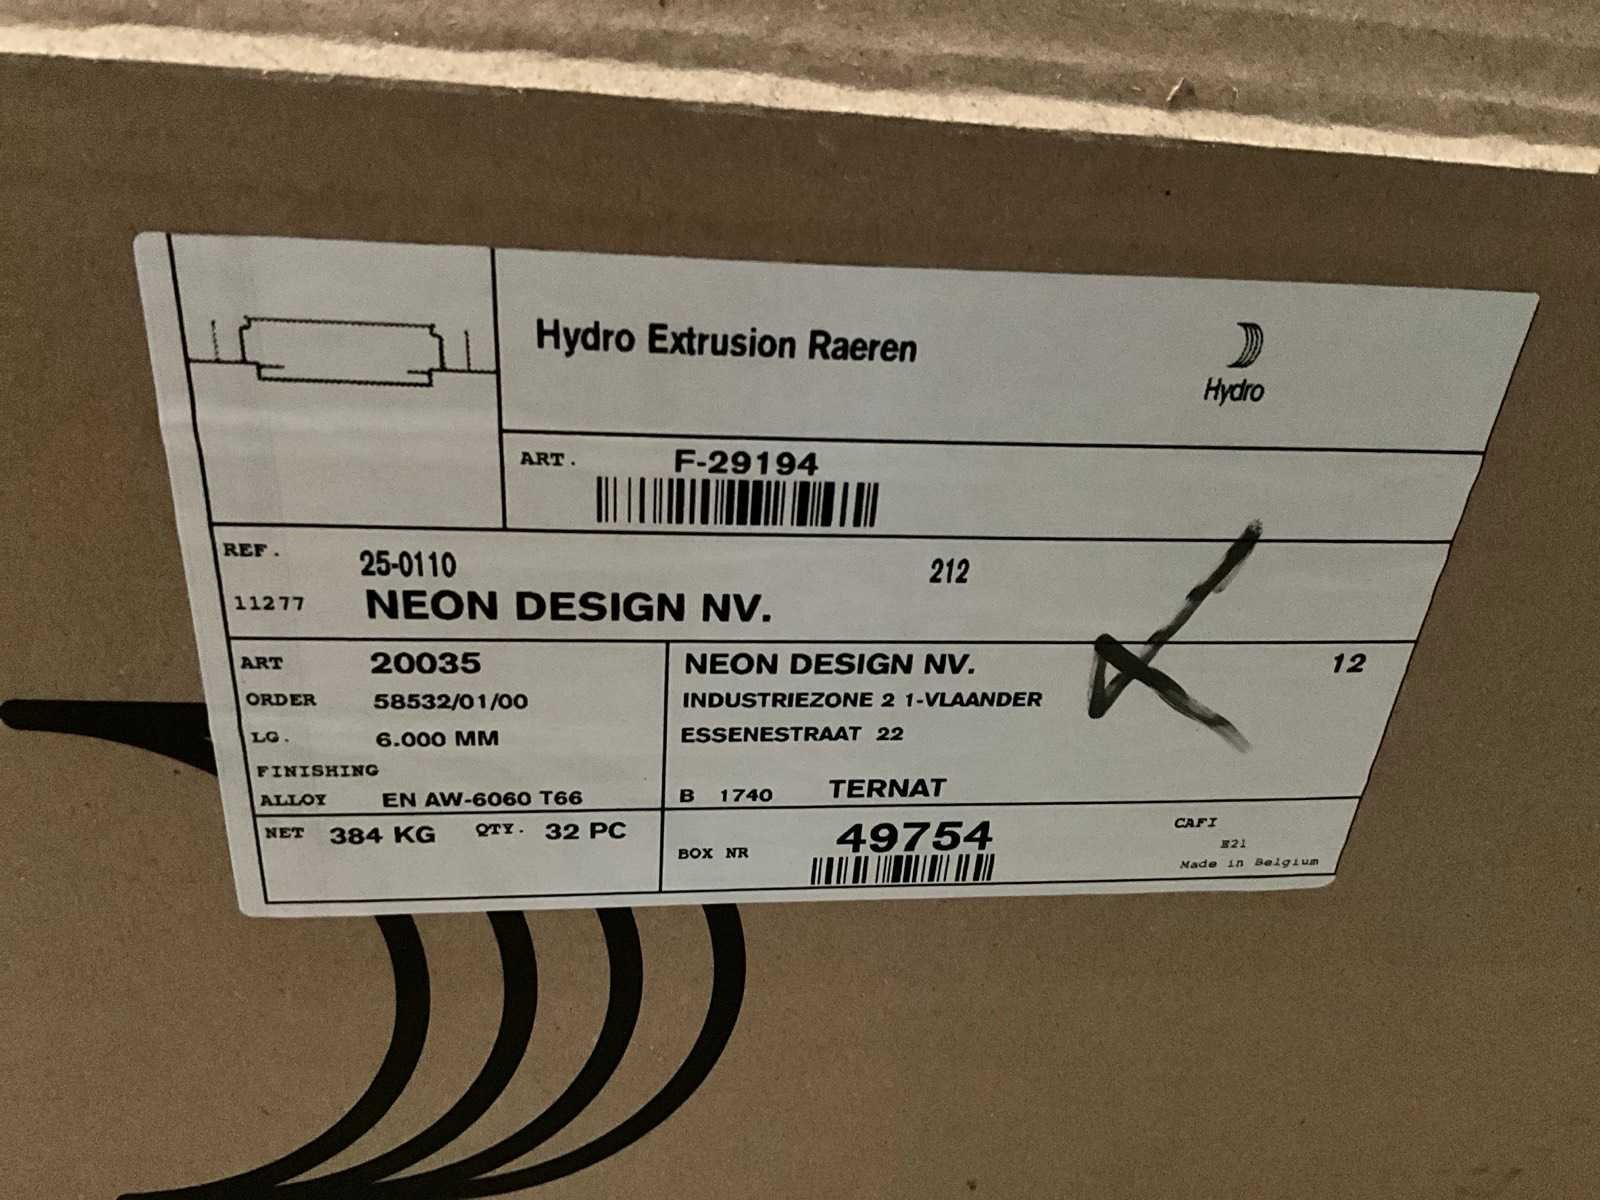 Hydro Extrusion Raeren
Hydro
ART. F-29194
REF. 25-0110 212
11277 NEON DESIGN NV.
ART 20035
ORDER 58532/01/00
LG. 6.000 MM
FINISHING
ALLOY EN AW-6060 T66
NET 384 KG QTY. 32 PC
NEON DESIGN NV. 12
INDUSTRIEZONE 2 1-VLAANDER
ESSENESTRAAT 22
B 1740 TERNAT
BOX NR 49754
CAFI
E21
Made in Belgium